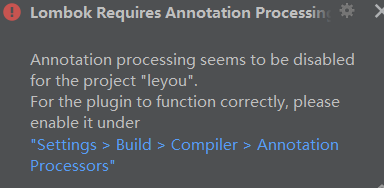 Lombok Requires Annotation Processing
Annotation processing seems to be disabled
for the project "leyou".
For the plugin to function correctly, please
enable it under
"Settings > Build > Compiler > Annotation
Processors"